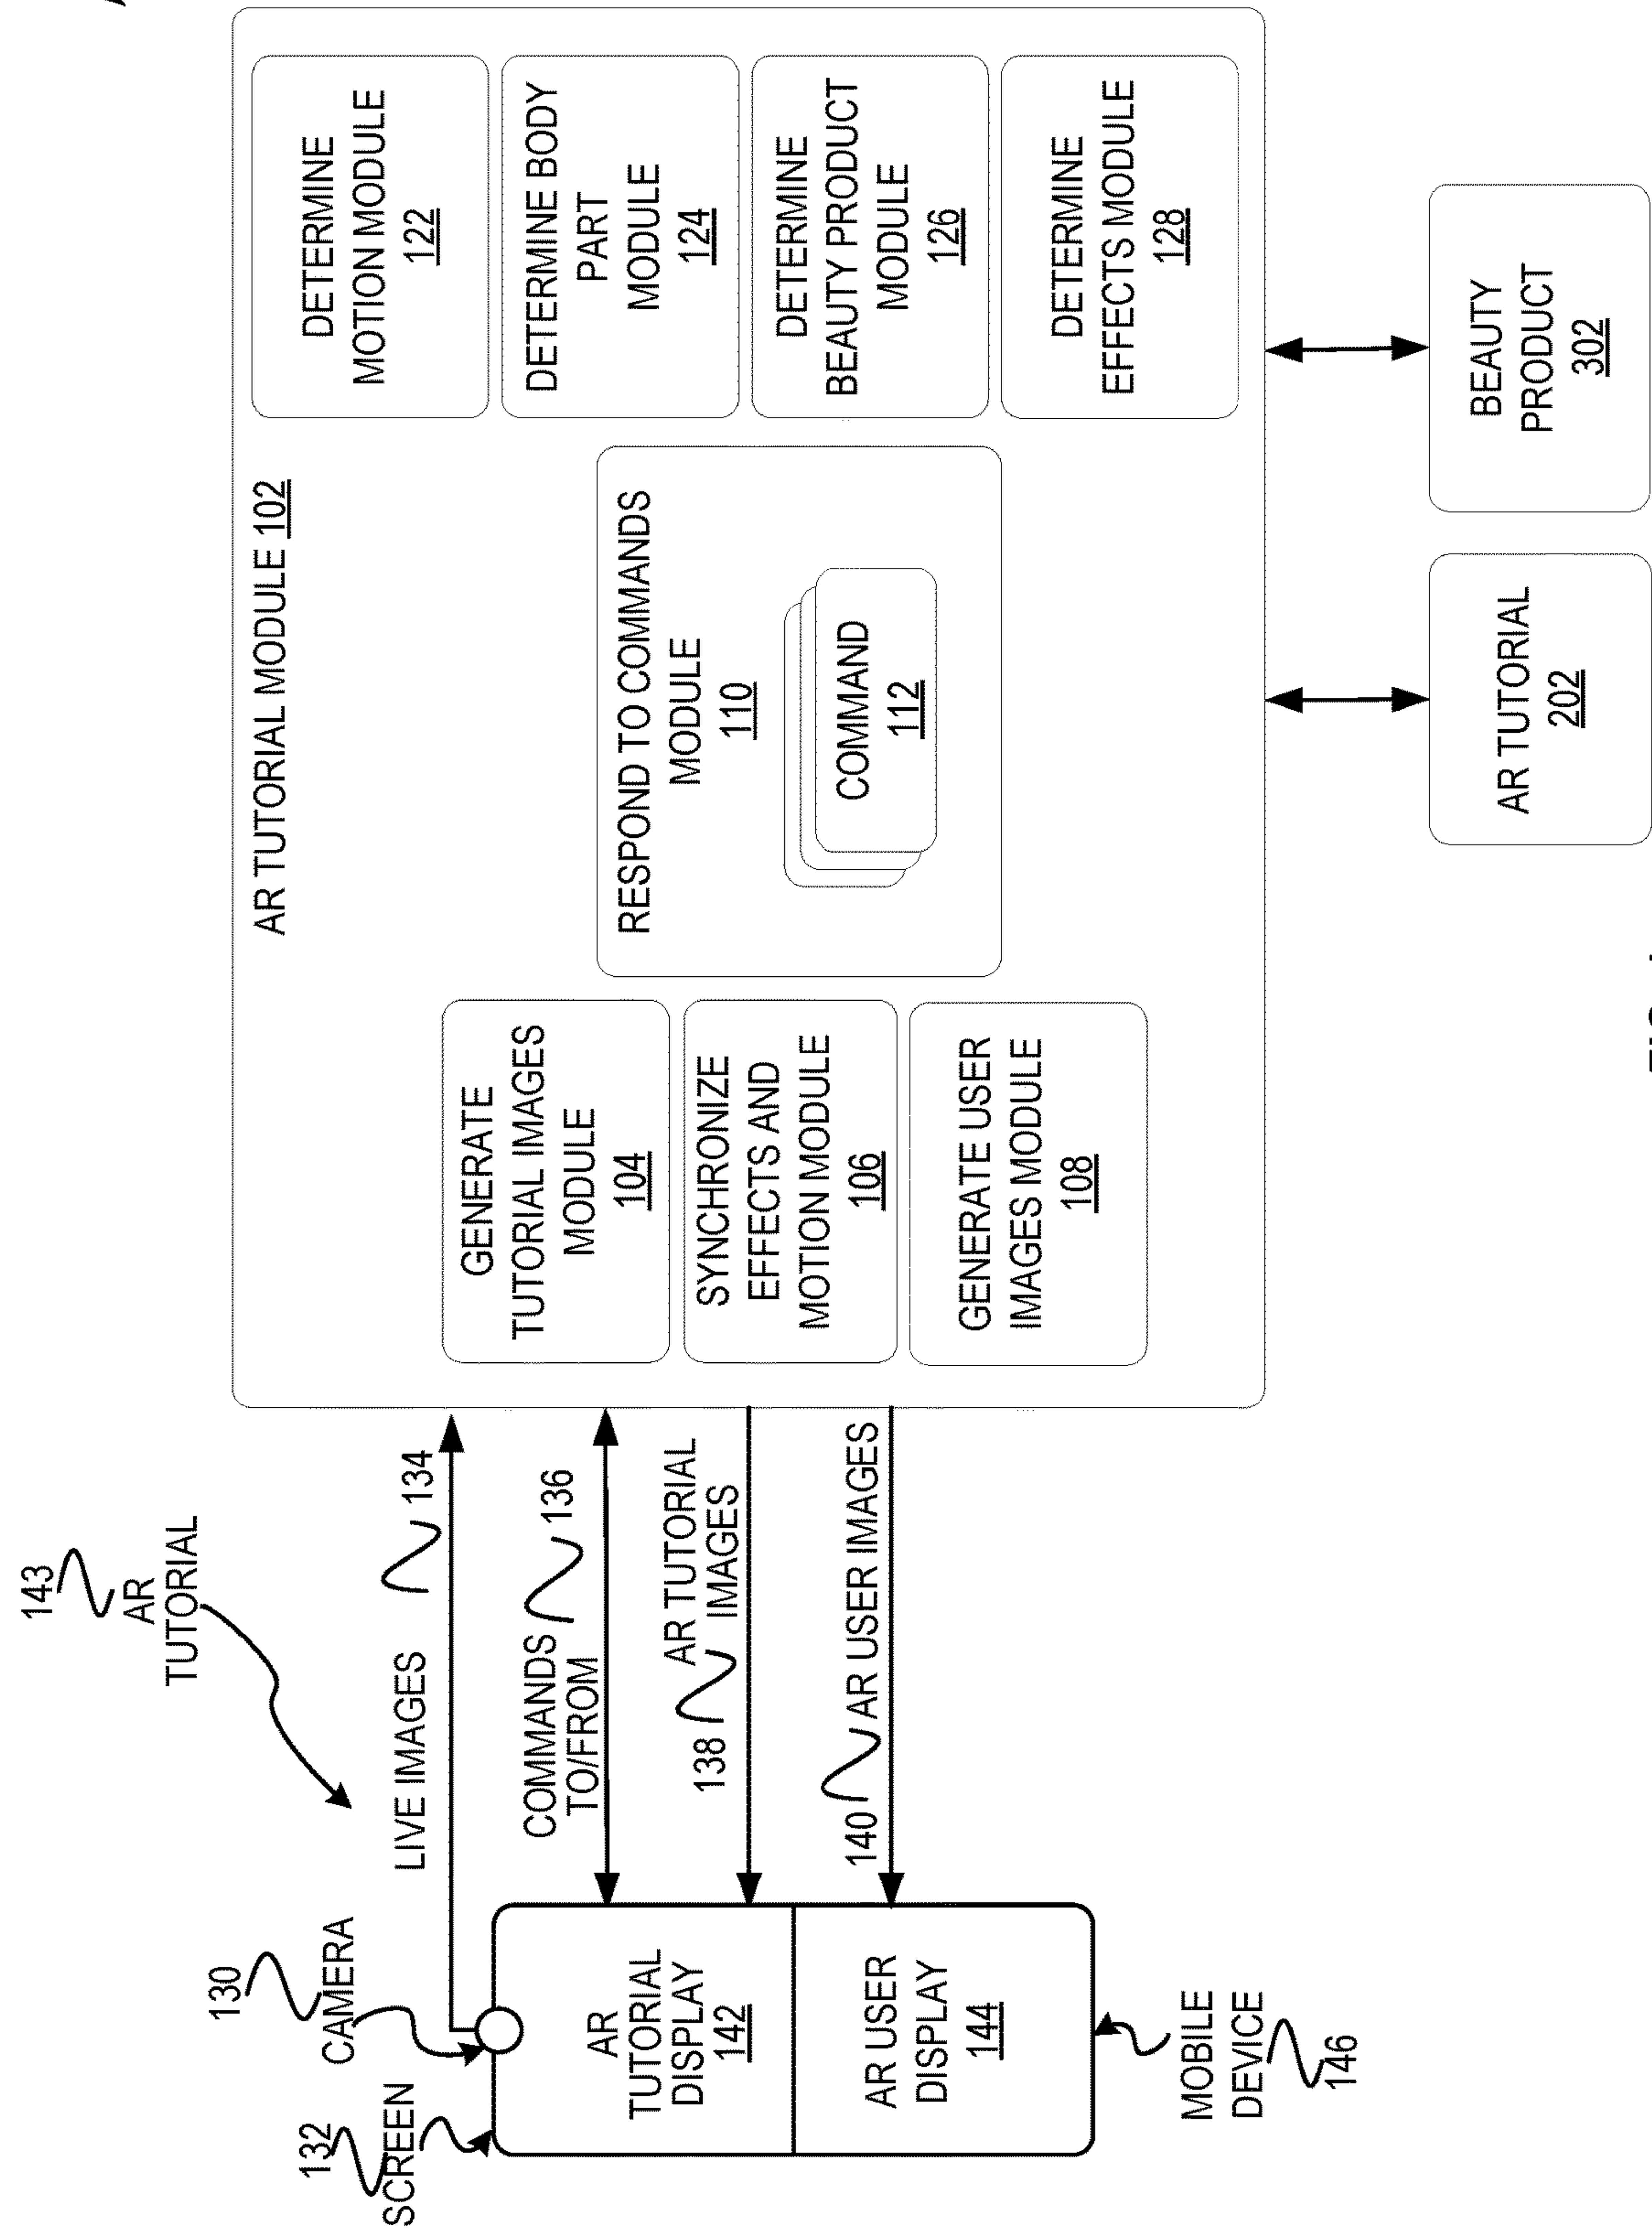 143
AR
TUTORIAL
130
CAMERA
132
SCREEN
LIVE IMAGES
134
COMMANDS
TO/FROM
136
138
AR TUTORIAL
IMAGES
140
AR USER IMAGES
AR
TUTORIAL
DISPLAY
142
AR USER
DISPLAY
144
MOBILE
DEVICE
146
AR TUTORIAL MODULE 102
GENERATE
TUTORIAL IMAGES
MODULE
104
SYNCHRONIZE
EFFECTS AND
MOTION MODULE
106
GENERATE USER
IMAGES MODULE
108
RESPOND TO COMMANDS
MODULE
110
COMMAND
112
DETERMINE
MOTION MODULE
122
DETERMINE BODY
PART
MODULE
124
DETERMINE
BEAUTY PRODUCT
MODULE
126
DETERMINE
EFFECTS MODULE
128
AR TUTORIAL
202
BEAUTY
PRODUCT
302